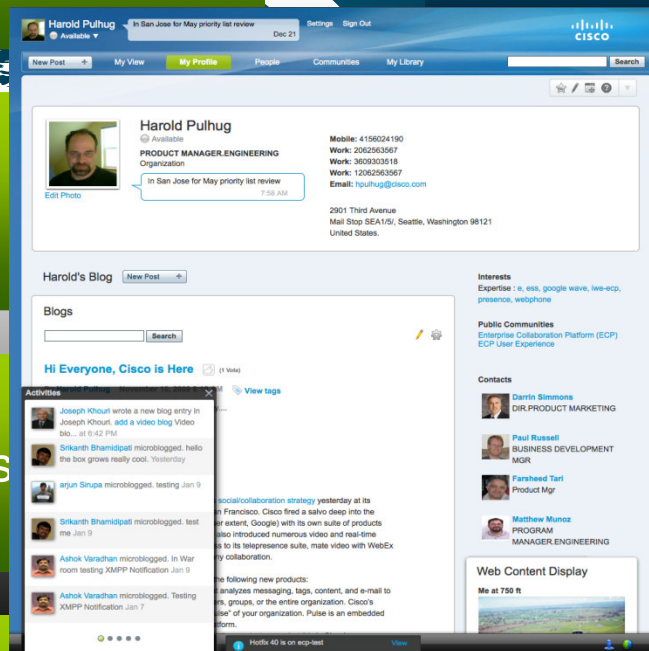 Harold Pulhug
Available
In San Jose for May priority list review
Dec 21
Settings Sign Out
CISCO
New Post +
My View
My Profile
People
Communities
My Library
Search
Harold Pulhug
Available
PRODUCT MANAGER.ENGINEERING
Organization
In San Jose for May priority list review
7:58 AM
Edit Photo
Mobile: 4156024190
Work: 2062563567
Work: 3609303518
Work: 12062563567
Email: hpulhug@cisco.com
2901 Third Avenue
Mail Stop SEA1/5/, Seattle, Washington 98121
United States.
Harold's Blog
New Post +
Blogs
Search
Hi Everyone, Cisco is Here
(1 Vote)
View tags
Activities
Joseph Khouri wrote a new blog entry in
Joseph Khouri. add a video blog Video
blo... at 6:42 PM
Srikanth Bhamidipati microblogged. hello
the box grows really cool. Yesterday
arjun Sirupa microblogged. testing Jan 9
Srikanth Bhamidipati microblogged. test
me Jan 9
Ashok Varadhan microblogged. In War
room testing XMPP Notification Jan 9
Ashok Varadhan microblogged. Testing
XMPP Notification Jan 7
social/collaboration strategy yesterday at its
Francisco. Cisco fired a salvo deep into the
extent, Google) with its own suite of products
also introduced numerous video and real-time
to its telepresence suite, mate video with WebEx
collaboration.
the following new products:
analyzes messaging, tags, content, and e-mail to
groups, or the entire organization. Cisco's
of your organization. Pulse is an embedded
Interests
Expertise : e, ess, google wave, iwe-ecp,
presence, webphone
Public Communities
Enterprise Collaboration Platform (ECP)
ECP User Experience
Contacts
Darrin Simmons
DIR.PRODUCT MARKETING
Paul Russell
BUSINESS DEVELOPMENT
MGR
Farsheed Tari
Product Mgr
Matthew Munoz
PROGRAM
MANAGER.ENGINEERING
Web Content Display
Me at 750 ft
Hotfix 40 is on ecp-test
View